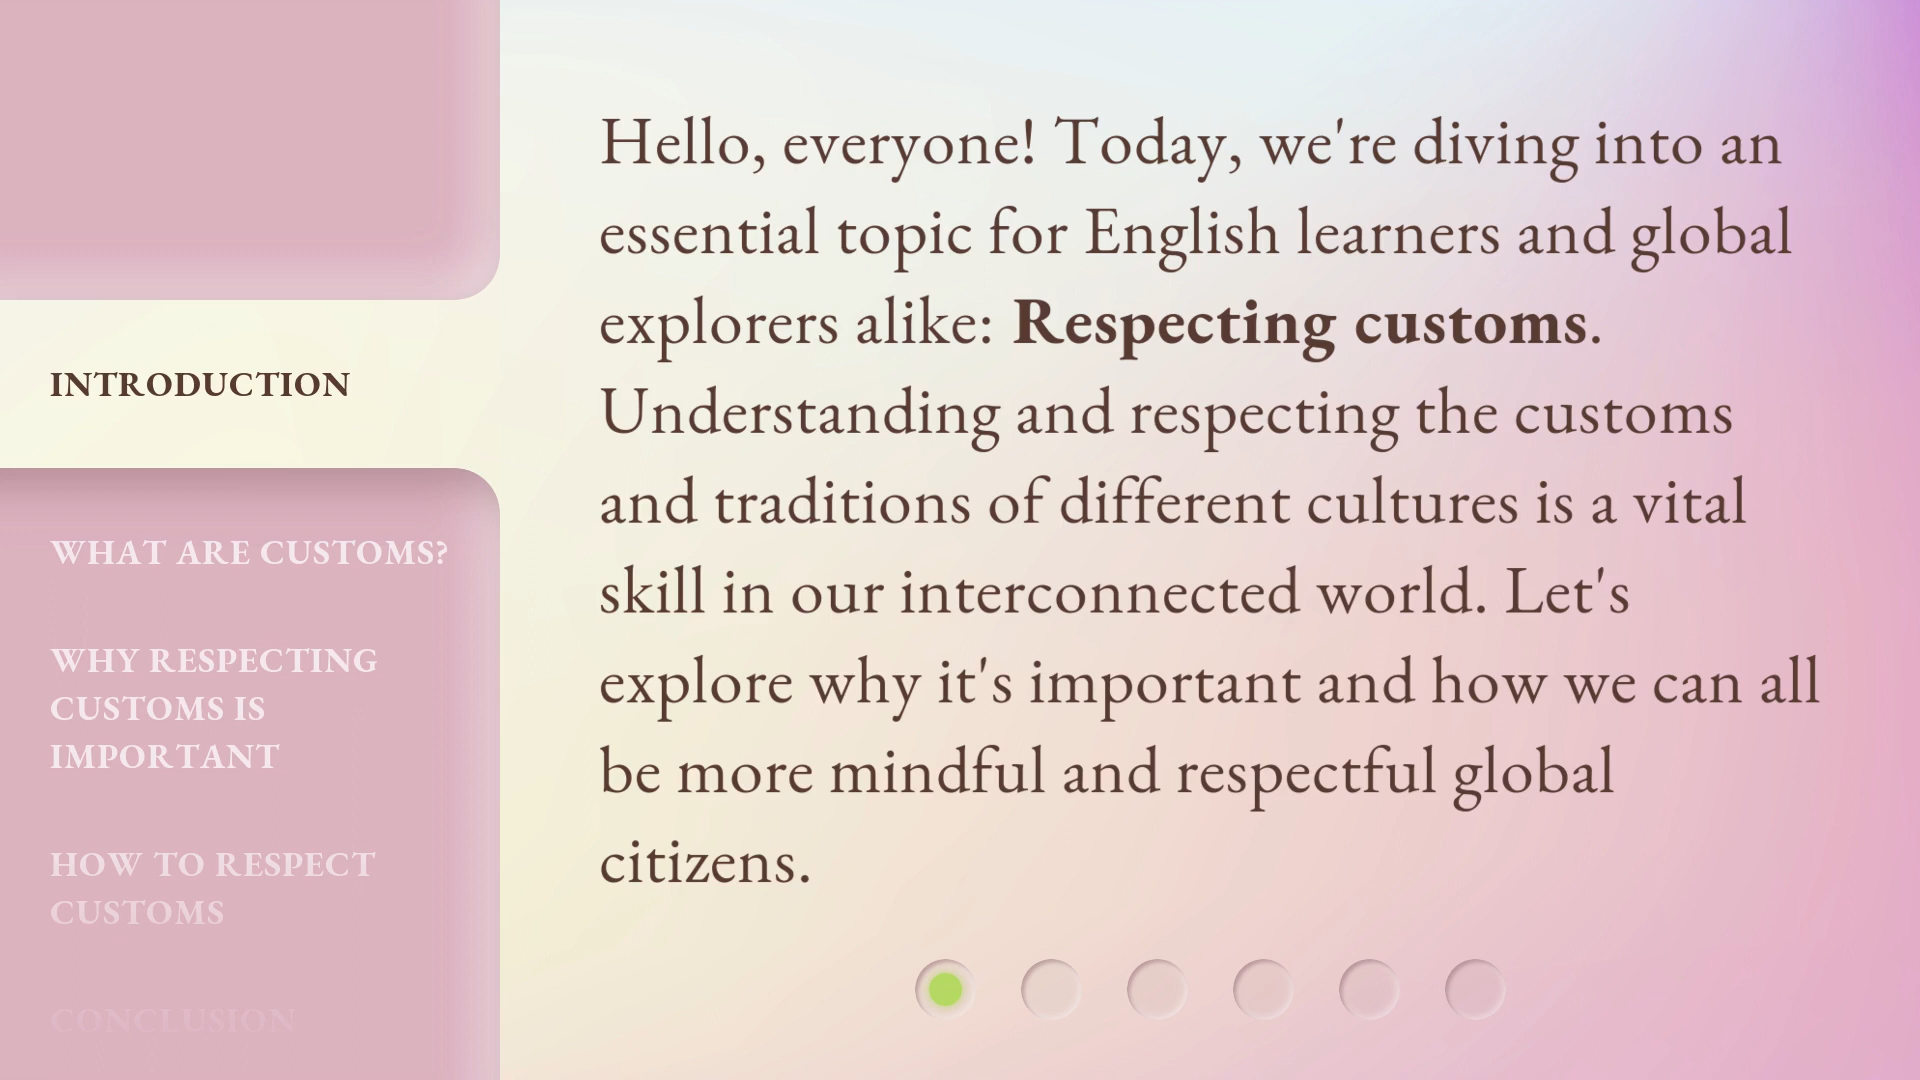 INTRODUCTION
WHAT ARE CUSTOMS?
WHY RESPECTING
CUSTOMS IS
IMPORTANT
HOW TO RESPECT
CUSTOMS
CONCLUSION
Hello, everyone! Today, we're diving into an
essential topic for English learners and global
explorers alike: Respecting customs.
Understanding and respecting the customs
and traditions of different cultures is a vital
skill in our interconnected world. Let's
explore why it's important and how we can all
be more mindful and respectful global
citizens.